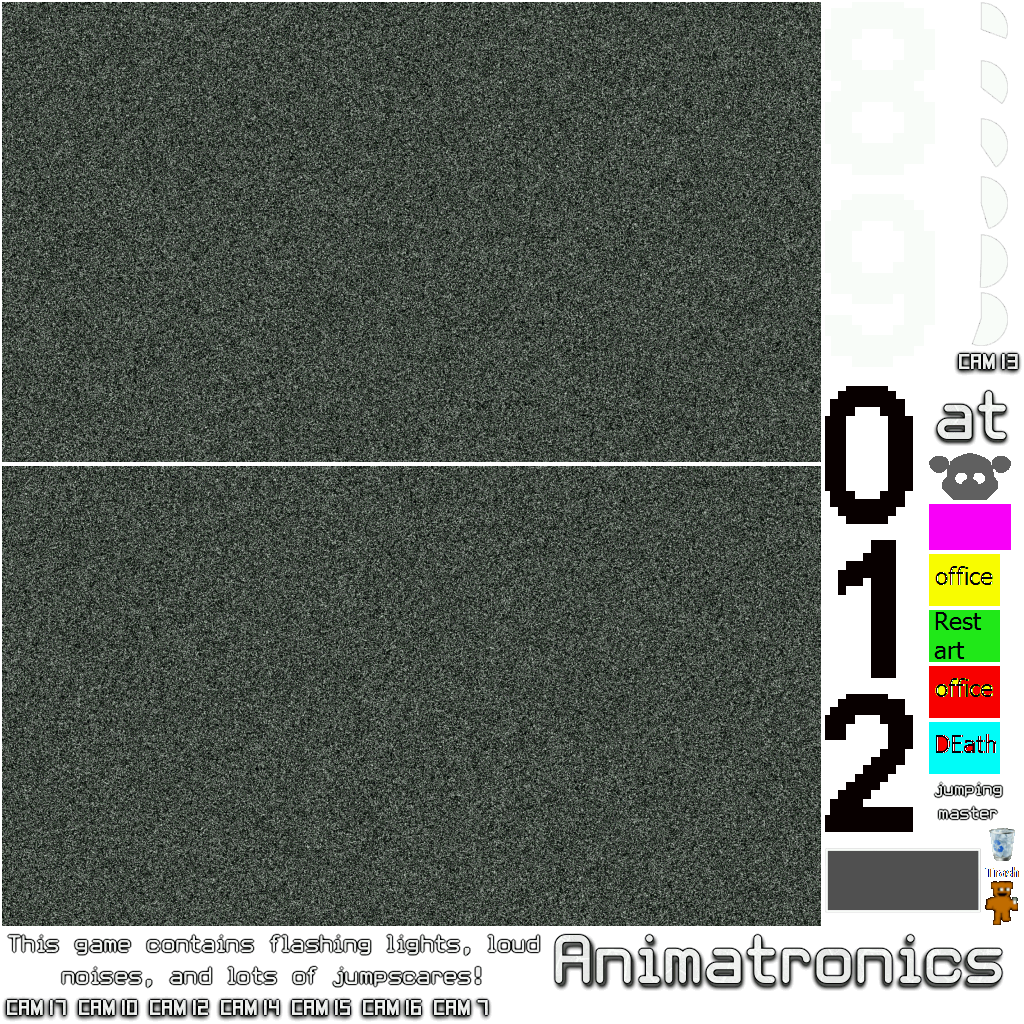 8
9
CAM 13
0
at
1
office
Rest
art
office
2
DEath
jumping
master
Trash
This game contains flashing lights, loud
noises, and lots of jumpscares!
Animatronics
CAM 17 CAM 10 CAM 12 CAM 14 CAM 15 CAM 16 CAM 7